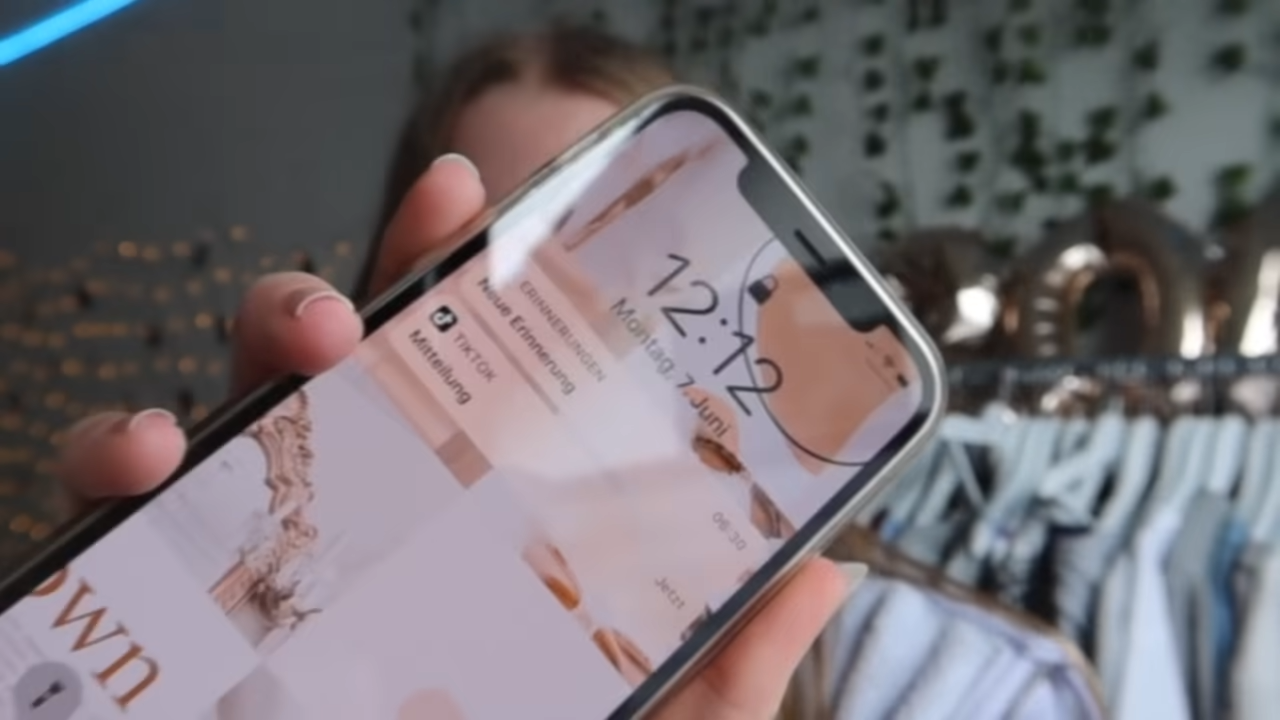 12:12
Montag, 7. Juni
ERINNERUNGEN
06:30
Neue Erinnerung
TIKTOK
Jetzt
Mitteilung
own